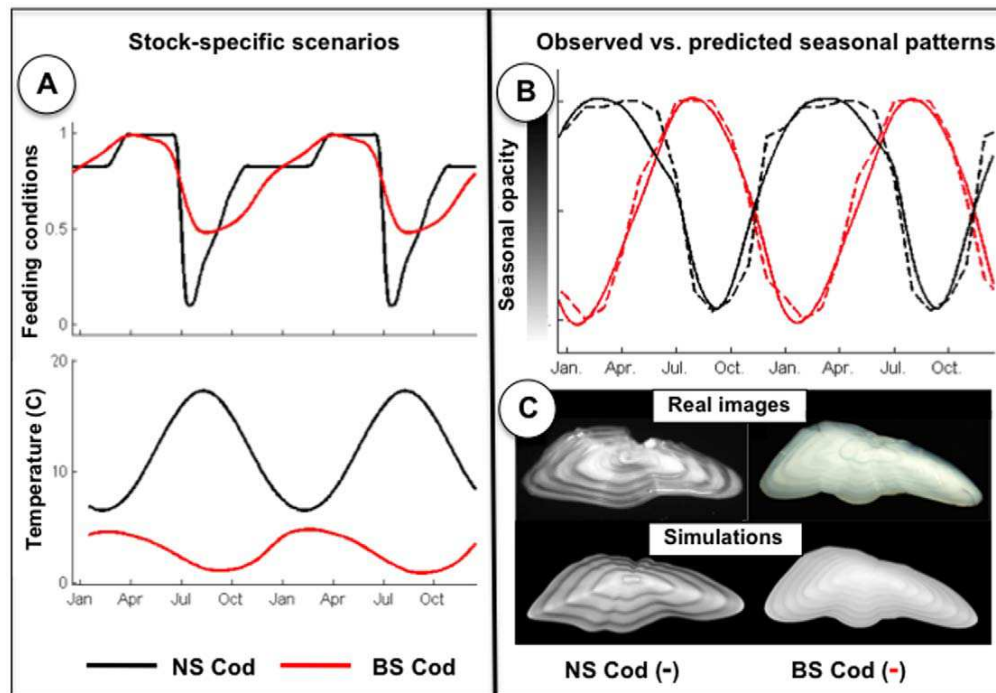 Stock-specific scenarios
A
Feeding conditions
1
0.5
0
Temperature (C)
20
10
0
Jan Apr Jul Oct Jan Apr Jul Oct
NS Cod BS Cod
Observed vs. predicted seasonal patterns
B
Seasonal opacity
Jan. Apr. Jul. Oct. Jan. Apr. Jul. Oct.
C
Real images
Simulations
NS Cod (-) BS Cod (-)